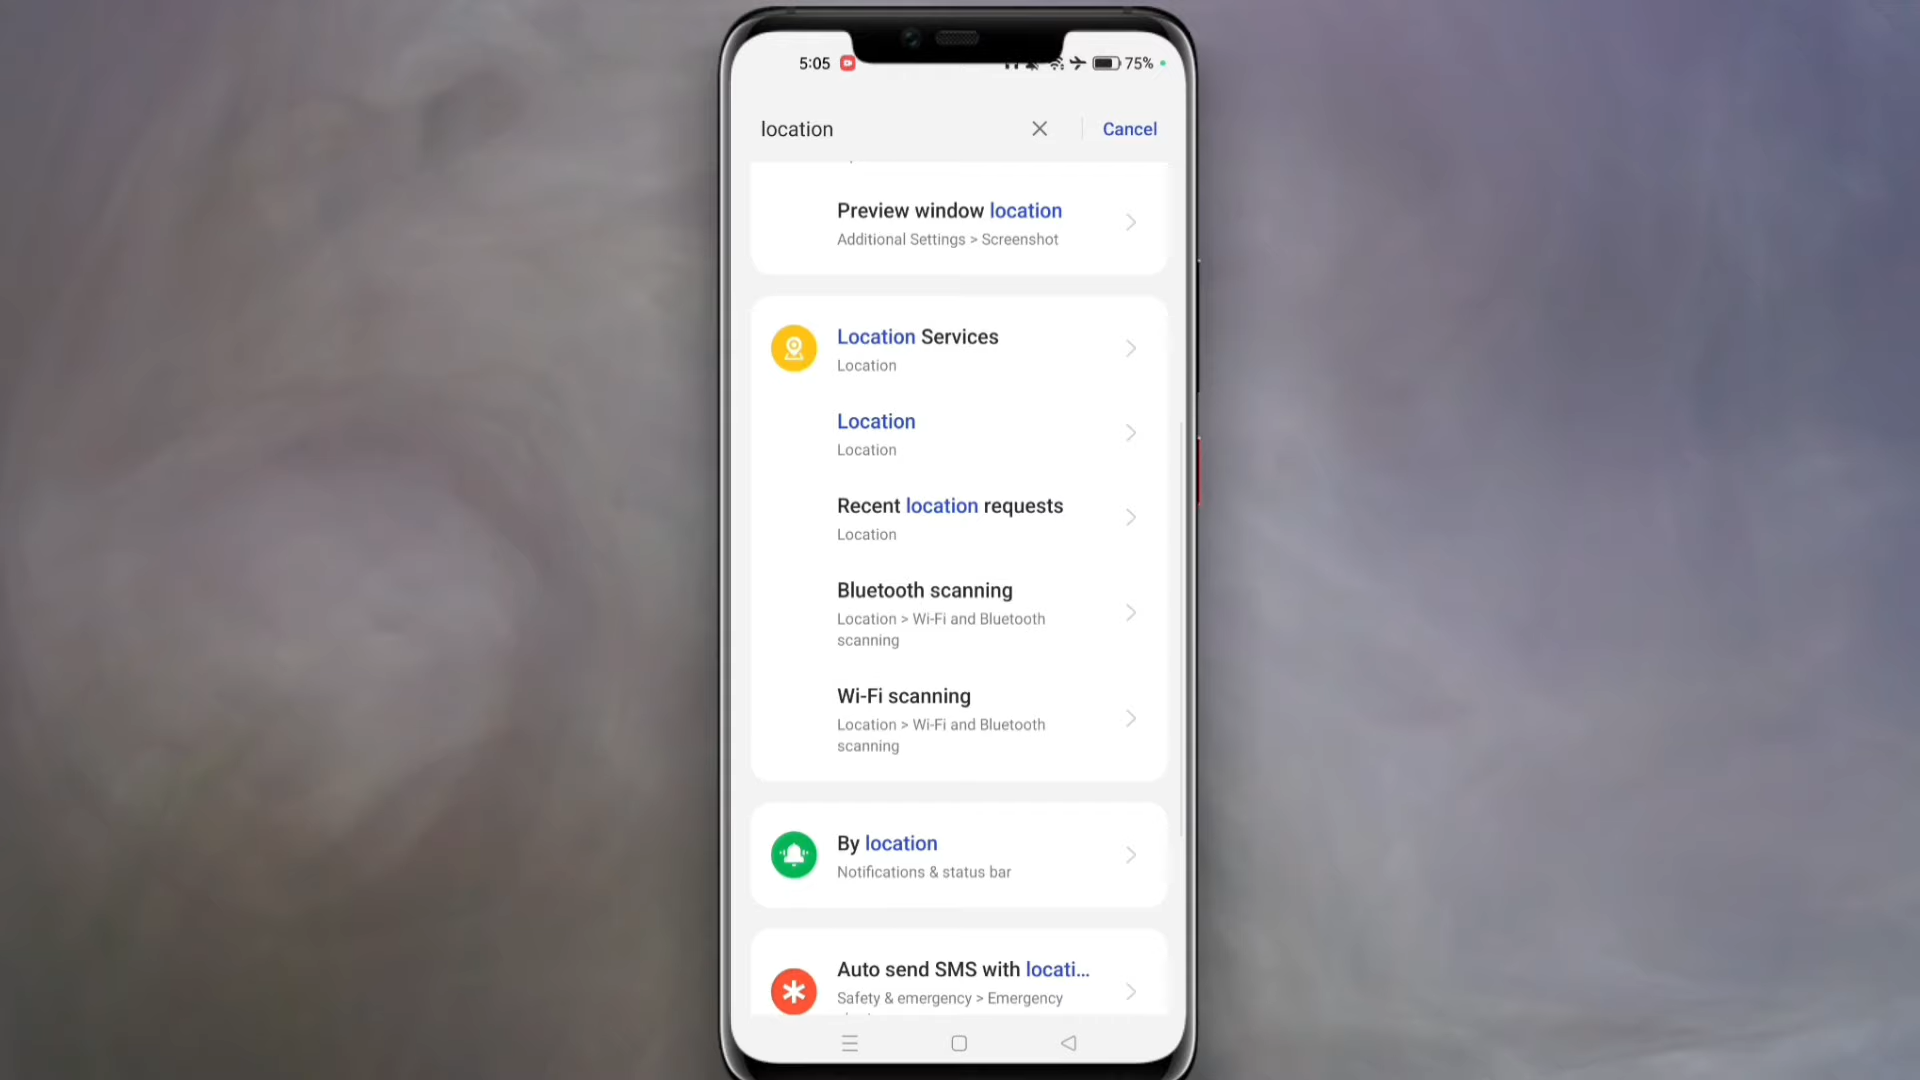 5:05
75%
location
Cancel
Preview window location
Additional Settings > Screenshot
Location Services
Location
Location
Location
Recent location requests
Location
Bluetooth scanning
Location > Wi-Fi and Bluetooth
scanning
Wi-Fi scanning
Location > Wi-Fi and Bluetooth
scanning
By location
Notifications & status bar
Auto send SMS with locati...
Safety & emergency > Emergency